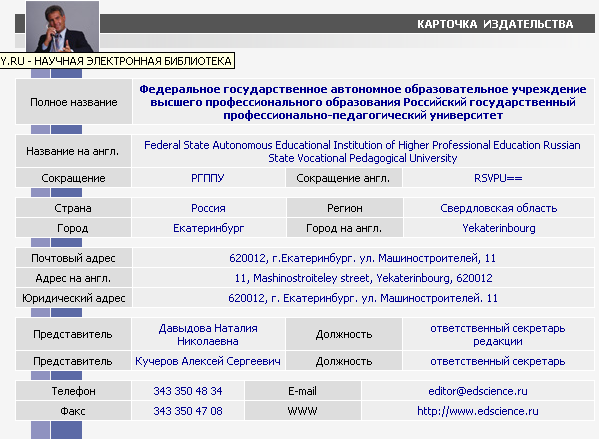 КАРТОЧКА ИЗДАТЕЛЬСТВА
Y.RU - НАУЧНАЯ ЭЛЕКТРОННАЯ БИБЛИОТЕКА
Полное название Федеральное государственное автономное образовательное учреждение
высшего профессионального образования Российский государственный
профессионально-педагогический университет
Название на англ. Federal State Autonomous Educational Institution of Higher Professional Education Russian
State Vocational Pedagogical University
Сокращение РГППУ Сокращение англ. RSVPU==
Страна Россия Регион Свердловская область
Город Екатеринбург Город на англ. Yekaterinbourg
Почтовый адрес 620012, г.Екатеринбург. ул. Машиностроителей, 11
Адрес на англ. 11, Mashinostroiteley street, Yekaterinbourg, 620012
Юридический адрес 620012, г. Екатеринбург. ул. Машиностроителей. 11
Представитель Давыдова Наталия
Николаевна Должность ответственный секретарь
редакции
Представитель Кучеров Алексей Сергеевич Должность ответственный секретарь
Телефон 343 350 48 34 E-mail editor@edscience.ru
Факс 343 350 47 08 WWW http://www.edscience.ru